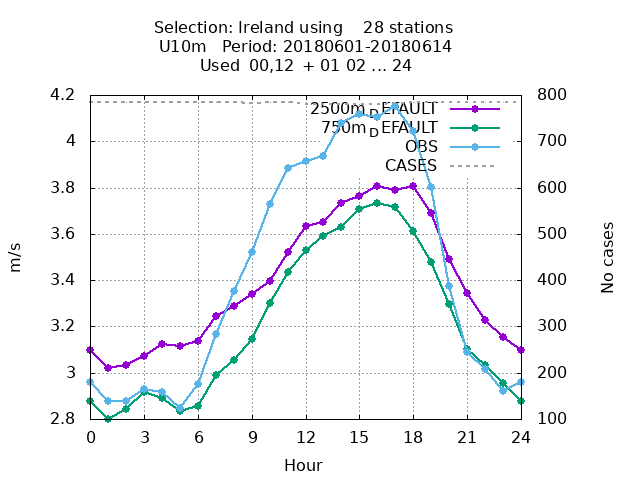 Selection: Ireland using    28 stations
U10m   Period: 20180601-20180614
Used  00,12  + 01 02 ... 24
4.2
4
3.8
3.6
3.4
3.2
3
2.8
m/s
800
700
600
500
400
300
200
100
No cases
2500m_DEFAULT
750m_DEFAULT
OBS
CASES
0 3 6 9 12 15 18 21 24
Hour